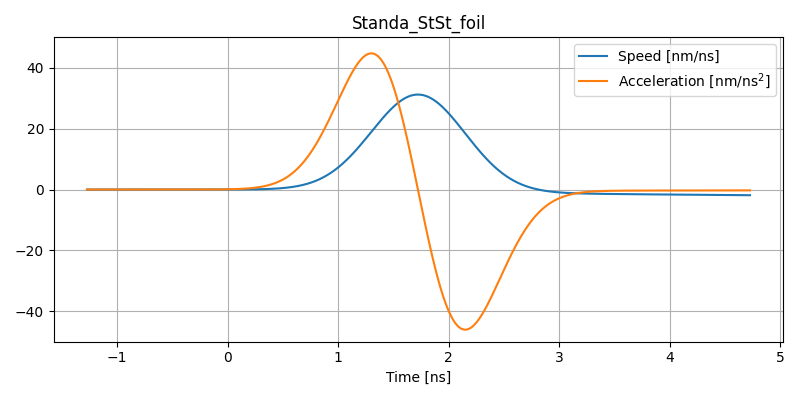 Standa_StSt_foil
Speed [nm/ns]
Acceleration [nm/ns²]
40
20
0
−20
−40
−1 0 1 2 3 4 5
Time [ns]